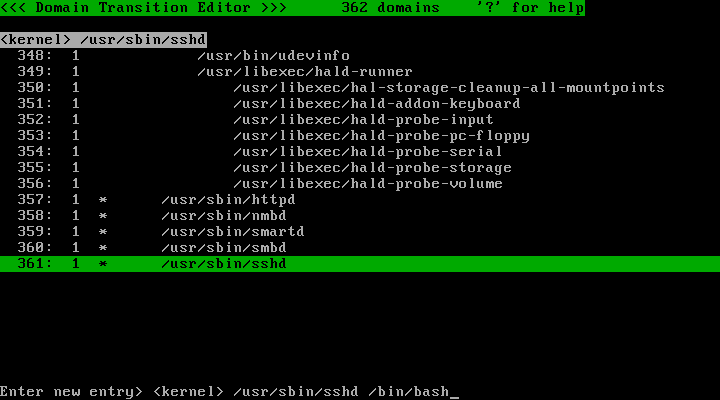 <<< Domain Transition Editor >>>      362 domains    '?' for help
<kernel> /usr/sbin/sshd
348:  1             /usr/bin/udevinfo
349:  1             /usr/libexec/hald-runner
350:  1                 /usr/libexec/hal-storage-cleanup-all-mountpoints
351:  1                 /usr/libexec/hald-addon-keyboard
352:  1                 /usr/libexec/hald-probe-input
353:  1                 /usr/libexec/hald-probe-pc-floppy
354:  1                 /usr/libexec/hald-probe-serial
355:  1                 /usr/libexec/hald-probe-storage
356:  1                 /usr/libexec/hald-probe-volume
357:  1  *      /usr/sbin/httpd
358:  1  *      /usr/sbin/nmbd
359:  1  *      /usr/sbin/smartd
360:  1  *      /usr/sbin/smbd
361:  1  *      /usr/sbin/sshd
Enter new entry> <kernel> /usr/sbin/sshd /bin/bash_